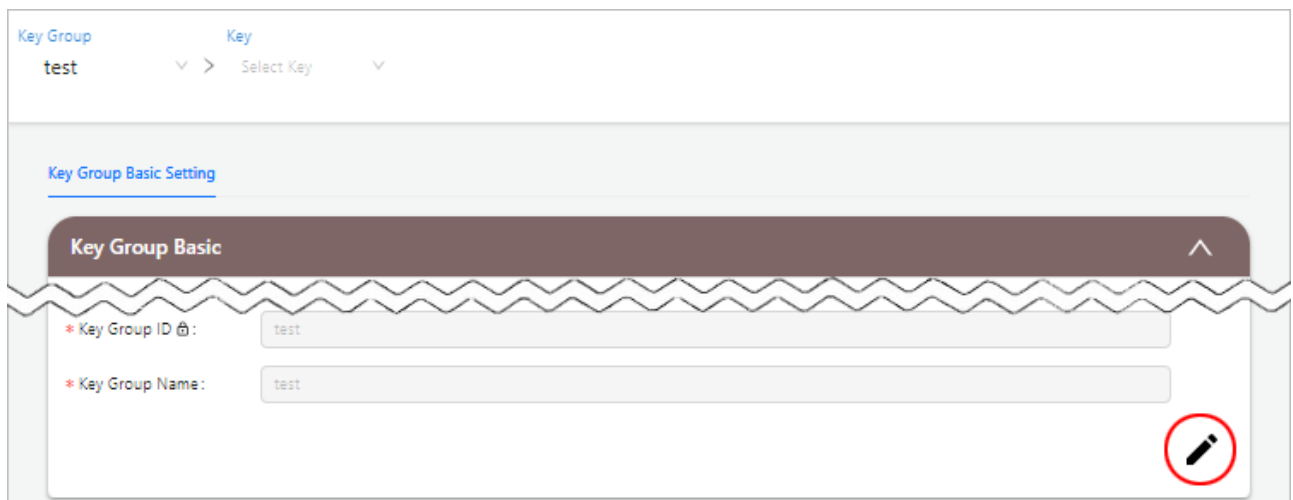 Key Group Key
test > Select Key
Key Group Basic Setting
Key Group Basic
* Key Group ID : test
* Key Group Name : test